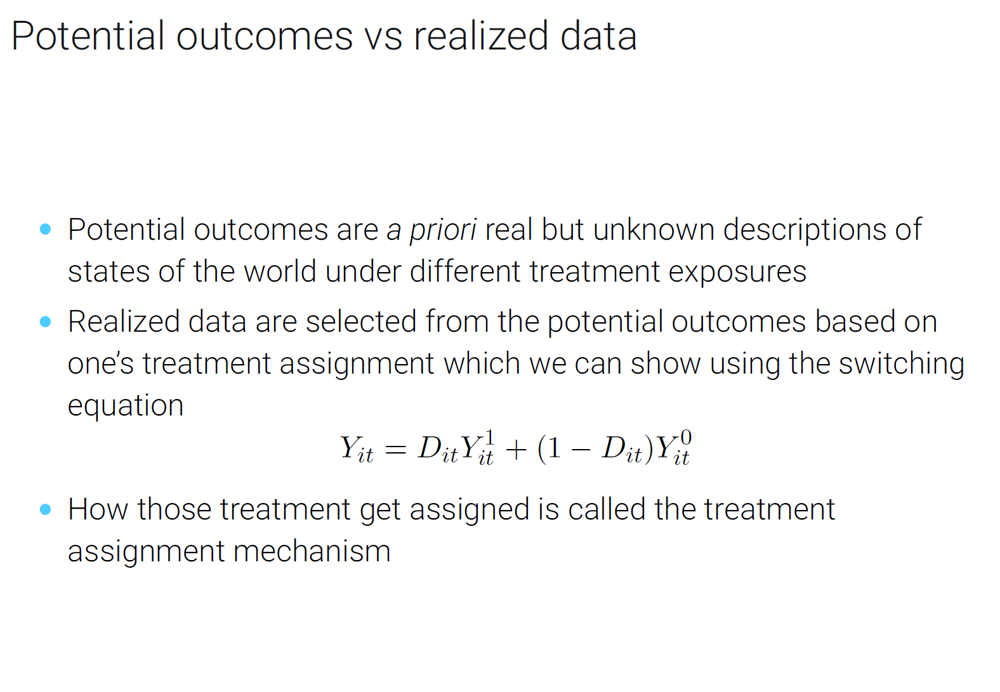 Potential outcomes vs realized data
• Potential outcomes are a priori real but unknown descriptions of
states of the world under different treatment exposures
• Realized data are selected from the potential outcomes based on
one’s treatment assignment which we can show using the switching
equation
$Y_{it} = D_{it}Y_{it}^{1} + (1 - D_{it})Y_{it}^{0}$
• How those treatment get assigned is called the treatment
assignment mechanism